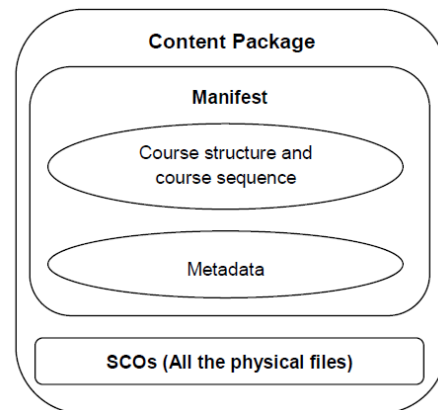 Content Package
Manifest
Course structure and
course sequence
Metadata
SCOs (All the physical files)